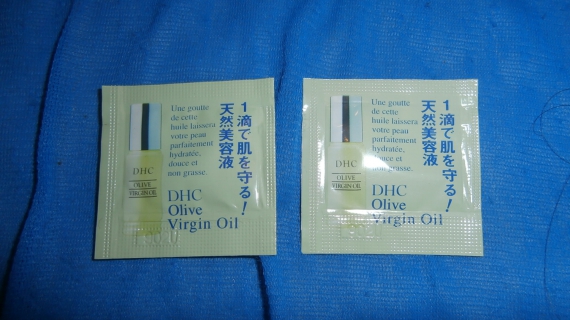 Une goutte
de cette
huile laissera
votre peau
parfaitement
hydratée,
douce et
non grasse.
1滴で肌を守る!
天然美容液
DHC
OLIVE
VIRGIN OIL
DHC
Olive
Virgin Oil
Une goutte
de cette
huile laissera
votre peau
parfaitement
hydratée,
douce et
non grasse.
1滴で肌を守る!
天然美容液
DHC
OLIVE
VIRGIN OIL
DHC
Olive
Virgin Oil